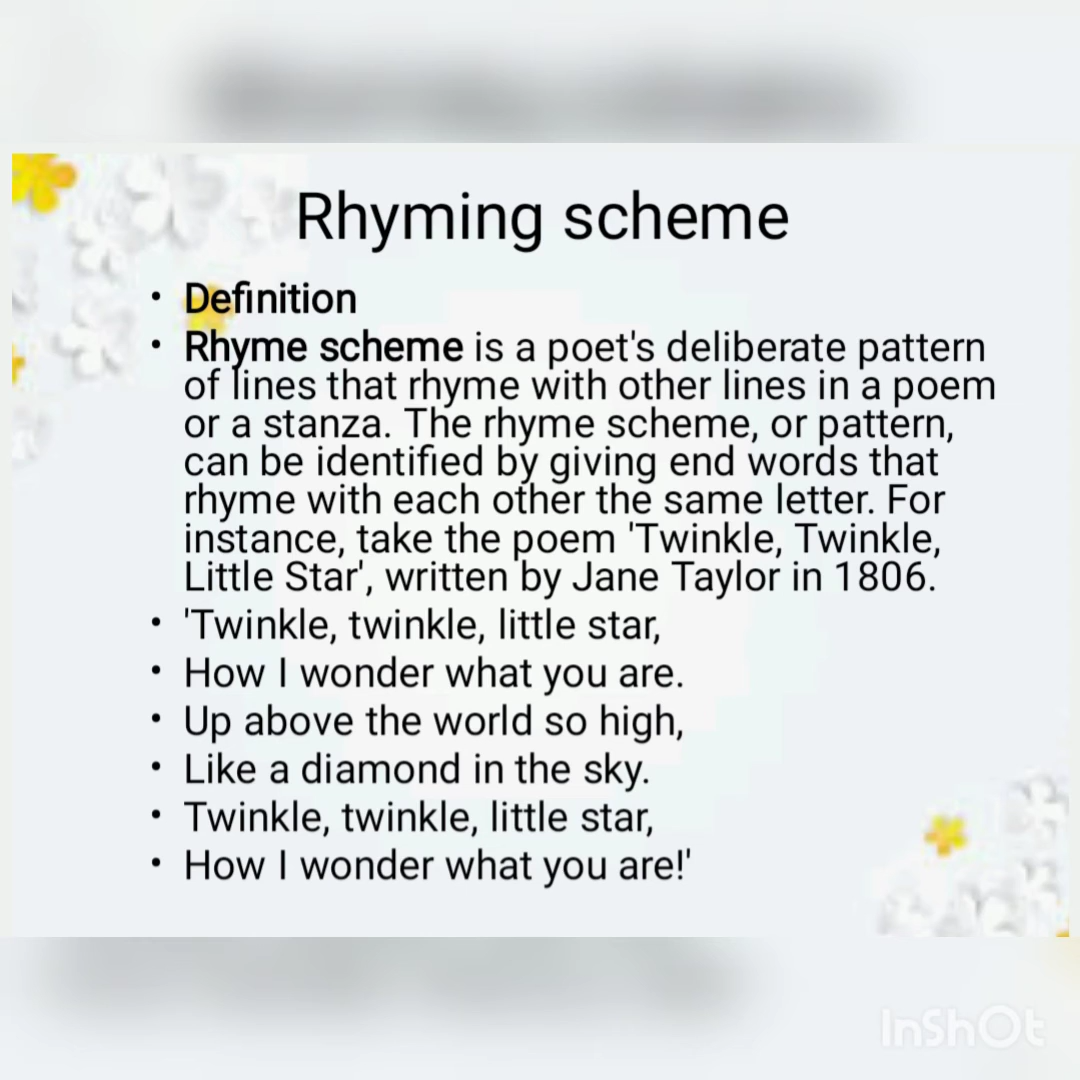 Rhyming scheme
• Definition
• Rhyme scheme is a poet's deliberate pattern
of lines that rhyme with other lines in a poem
or a stanza. The rhyme scheme, or pattern,
can be identified by giving end words that
rhyme with each other the same letter. For
instance, take the poem 'Twinkle, Twinkle,
Little Star', written by Jane Taylor in 1806.
• 'Twinkle, twinkle, little star,
• How I wonder what you are.
• Up above the world so high,
• Like a diamond in the sky.
• Twinkle, twinkle, little star,
• How I wonder what you are!'
InShOt